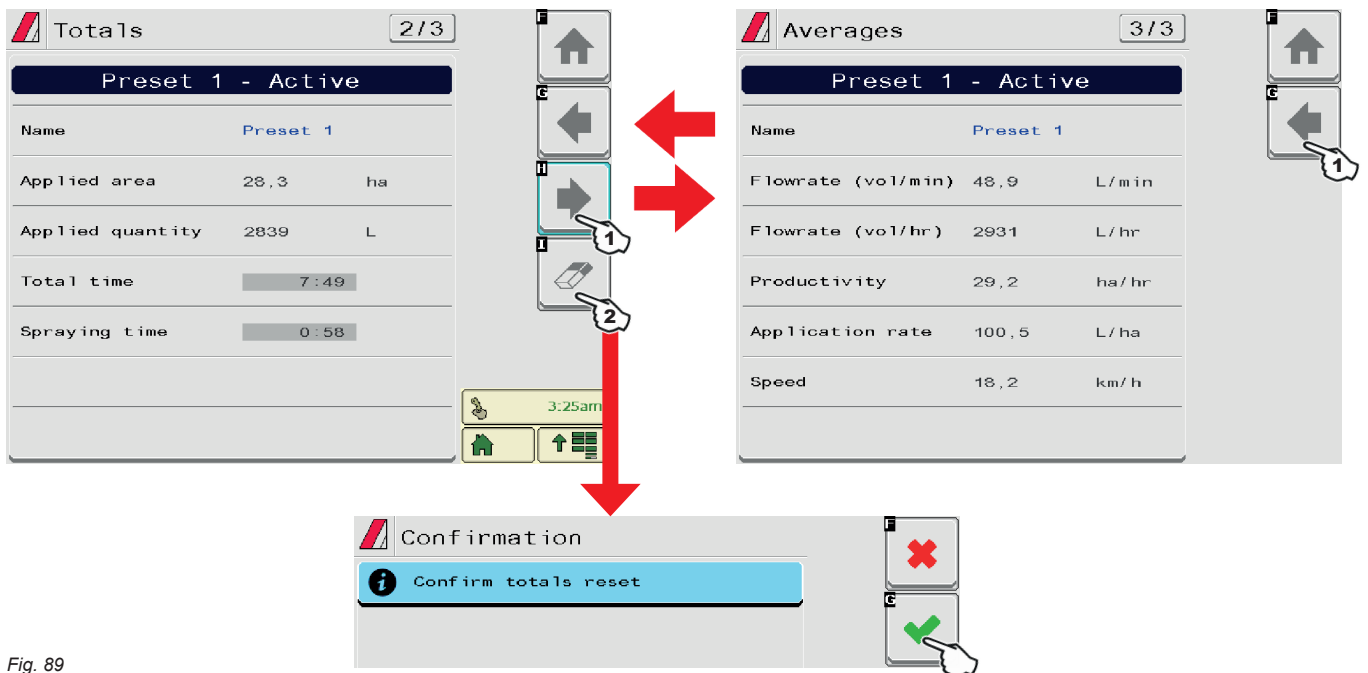 Totals 2/3
Preset 1 - Active
Name Preset 1
Applied area 28,3 ha
Applied quantity 2839 L
Total time 7:49
Spraying time 0:58
F
G
H
1
I
2
3:25am
Averages 3/3
Preset 1 - Active
Name Preset 1
Flowrate (vol/min) 48,9 L/min
Flowrate (vol/hr) 2931 L/hr
Productivity 29,2 ha/hr
Application rate 100,5 L/ha
Speed 18,2 km/h
F
G
1
Confirmation
i Confirm totals reset
F
G
Fig. 89